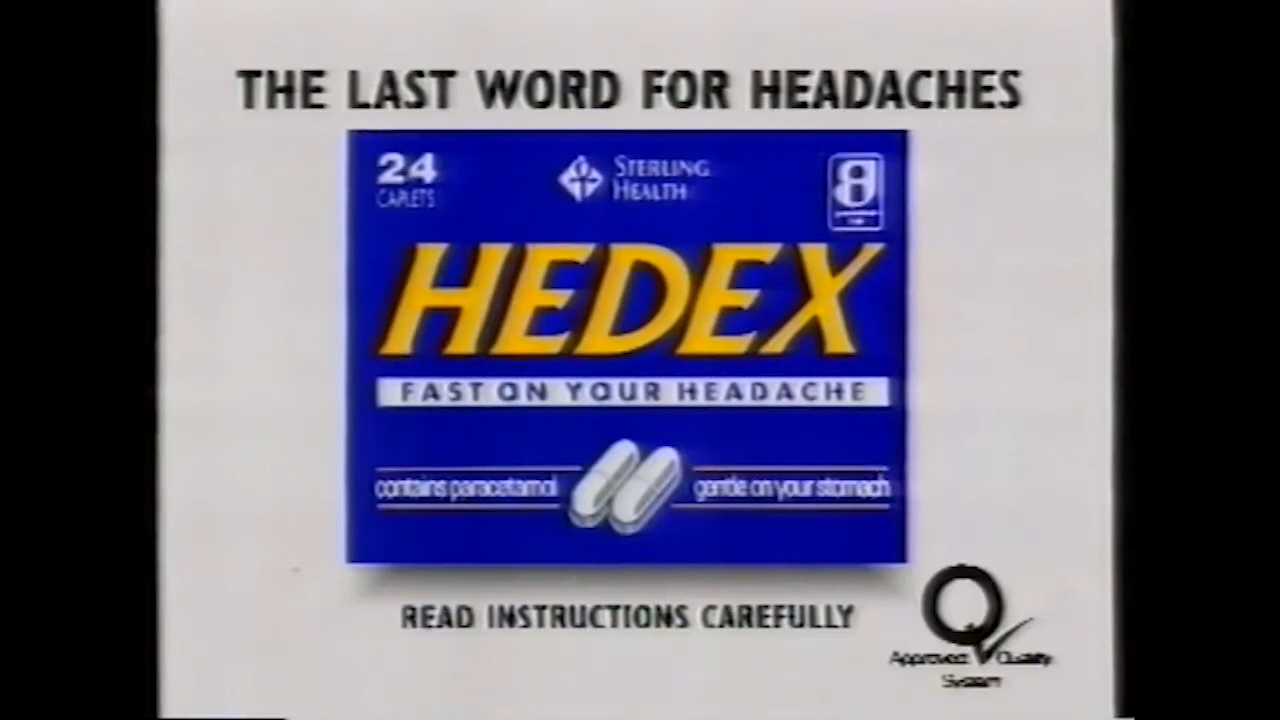 THE LAST WORD FOR HEADACHES
24
CAPLETS
STERLING
HEALTH
HEDEX
FAST ON YOUR HEADACHE
contains paracetamol
gentle on your stomach
READ INSTRUCTIONS CAREFULLY
Q
Approved Quality
System